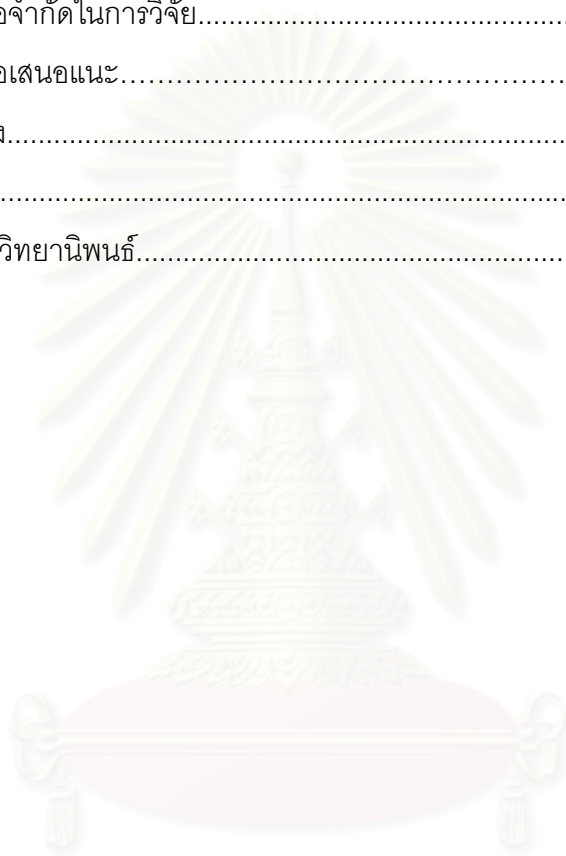 อจำกัดในการวิจัย................................................
อเสนอแนะ................................................
ง................................................
................................................
วิทยานิพนธ์................................................